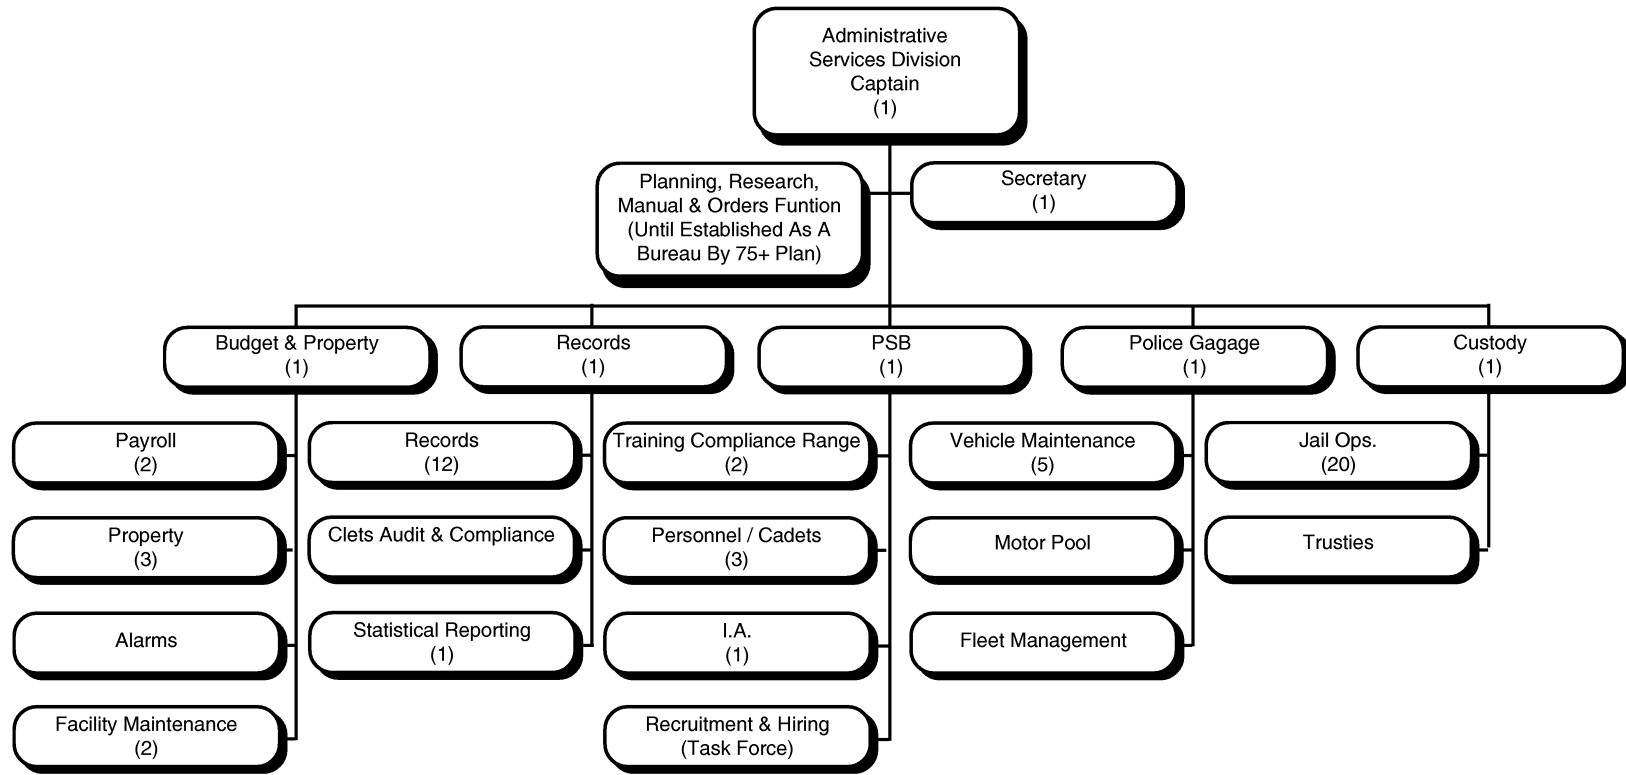 Administrative
Services Division
Captain
(1)
Planning, Research,
Manual & Orders Funtion
(Until Established As A
Bureau By 75+ Plan)
Secretary
(1)
Budget & Property
(1)
Records
(1)
PSB
(1)
Police Gagage
(1)
Custody
(1)
Payroll
(2)
Records
(12)
Training Compliance Range
(2)
Vehicle Maintenance
(5)
Jail Ops.
(20)
Property
(3)
Clets Audit & Compliance
Personnel / Cadets
(3)
Motor Pool
Trusties
Alarms
Statistical Reporting
(1)
I.A.
(1)
Fleet Management
Facility Maintenance
(2)
Recruitment & Hiring
(Task Force)